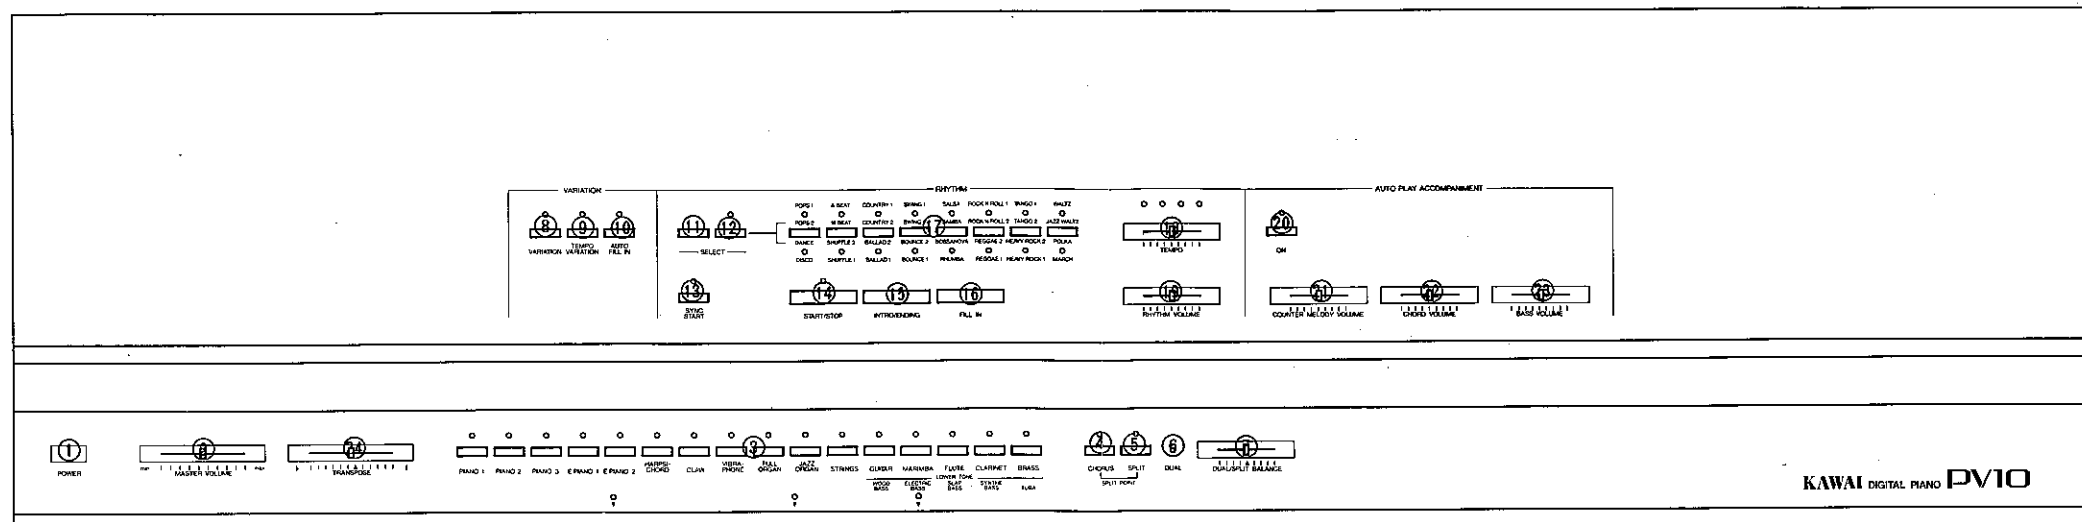 VARIATION
RHYTHM
AUTO PLAY ACCOMPANIMENT
POPS 1 8 BEAT COUNTRY 1 SWING 1 SALSA ROCK'N ROLL 1 TANGO 1 WALTZ
POPS 2 16 BEAT COUNTRY 2 SWING SAMBA ROCK'N ROLL 2 TANGO 2 JAZZ WALTZ
8 9 10 11 12 17 20
DANCE SHUFFLE 2 BALLAD 2 BOUNCE 2 BOSSANOVA REGGAE 2 HEAVY ROCK 2 POLKA
VARIATION TEMPO VARIATION AUTO FILL IN
SELECT
TEMPO
ON
DISCO SHUFFLE 1 BALLAD 1 BOUNCE 1 RHUMBA REGGAE 1 HEAVY ROCK 1 MARCH
13 14 15 16 19 21 22 23
SYNC START
START/STOP INTRO/ENDING FILL IN
RHYTHM VOLUME
COUNTER MELODY VOLUME CHORD VOLUME BASS VOLUME
1 24 3 4 5 6 7
POWER
MASTER VOLUME
TRANSPOSE
PIANO 1 PIANO 2 PIANO 3 E.PIANO 1 E.PIANO 2 HARPSI-CHORD CLAVI VIBRA-PHONE FULL ORGAN JAZZ ORGAN STRINGS GUITAR MARIMBA FLUTE CLARINET BRASS
CHORUS SPLIT DUAL DUAL/SPLIT BALANCE
LOWER TONE
WOOD BASS ELECTRIC BASS SLAP BASS SYNTHE BASS TUBA
SPLIT POINT
KAWAI DIGITAL PIANO PV10